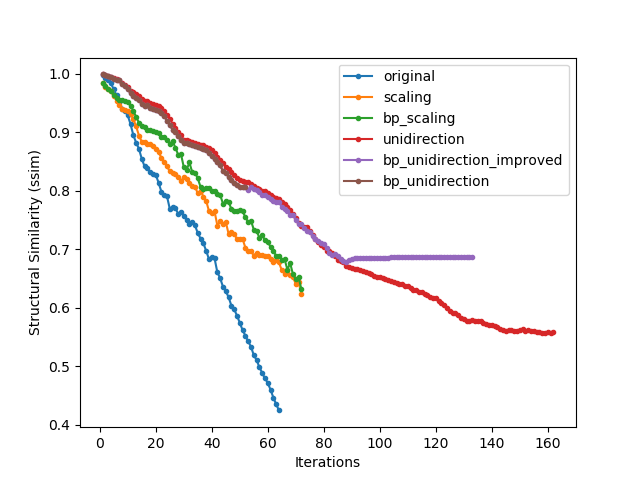 original
scaling
bp_scaling
unidirection
bp_unidirection_improved
bp_unidirection
Structural Similarity (ssim)
1.0
0.9
0.8
0.7
0.6
0.5
0.4
0 20 40 60 80 100 120 140 160
Iterations